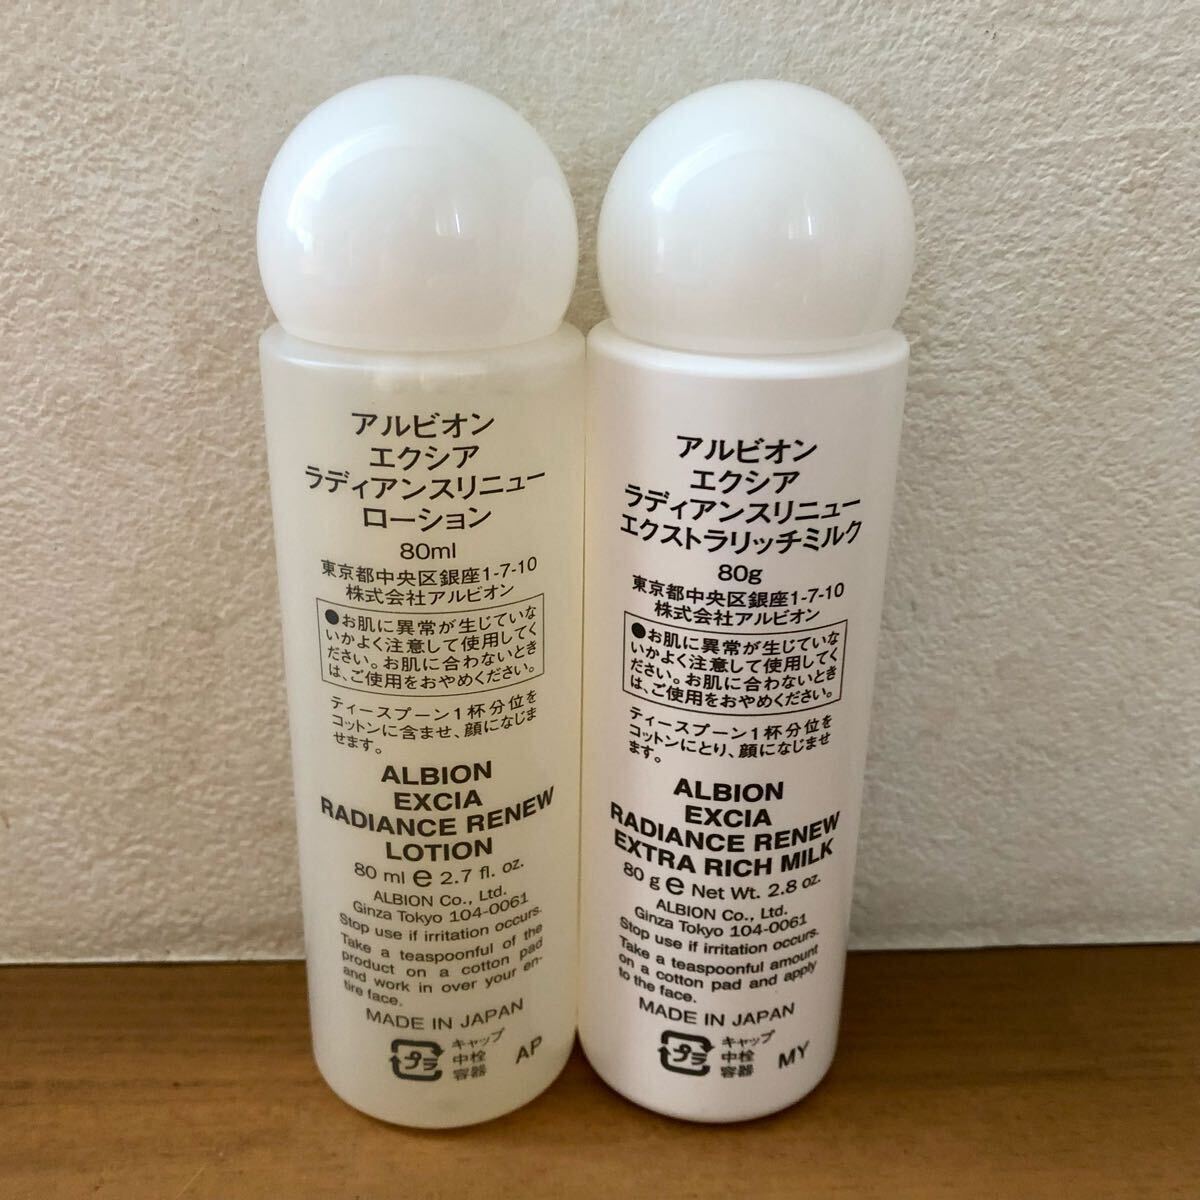 アルビオン
エクシア
ラディアンスリニュー
ローション
80ml
東京都中央区銀座1-7-10
株式会社アルビオン
●お肌に異常が生じていな
いかよく注意して使用してく
ださい。お肌に合わないとき
は、ご使用をおやめください。
ティースプーン1杯分位を
コットンに含ませ、顔になじま
せます。
ALBION
EXCIA
RADIANCE RENEW
LOTION
80 ml e 2.7 fl. oz.
ALBION Co., Ltd.
Ginza Tokyo 104-0061
Stop use if irritation occurs.
Take a teaspoonful of the
product on a cotton pad
and work in over your en-
tire face.
MADE IN JAPAN
プラ
キャップ
中栓
容器
AP
アルビオン
エクシア
ラディアンスリニュー
エクストラリッチミルク
80g
東京都中央区銀座1-7-10
株式会社アルビオン
●お肌に異常が生じていな
いかよく注意して使用してく
ださい。お肌に合わないとき
は、ご使用をおやめください。
ティースプーン1杯分位を
コットンにとり、顔になじませ
ます。
ALBION
EXCIA
RADIANCE RENEW
EXTRA RICH MILK
80 g e Net Wt. 2.8 oz.
ALBION Co., Ltd.
Ginza Tokyo 104-0061
Stop use if irritation occurs.
Take a teaspoonful amount
on a cotton pad and apply
to the face.
MADE IN JAPAN
プラ
キャップ
中栓
容器
MY